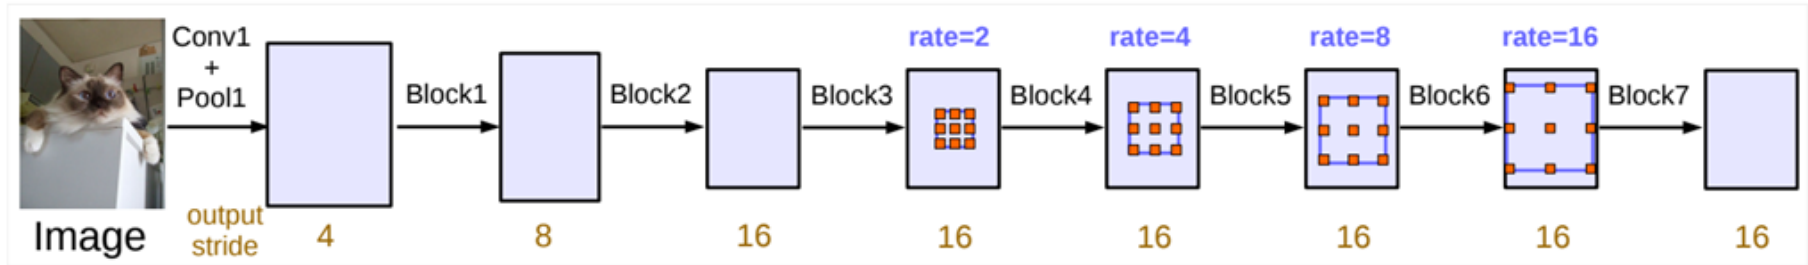 Conv1
+
Pool1
Block1
Block2
Block3
Block4
Block5
Block6
Block7
rate=2
rate=4
rate=8
rate=16
Image
output
stride
4
8
16
16
16
16
16
16